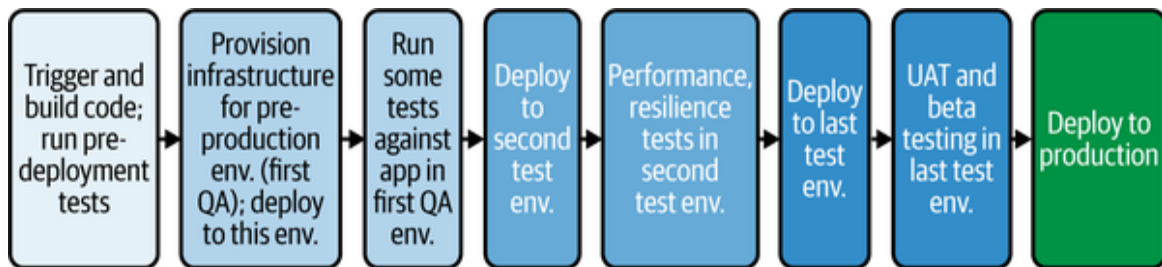 Trigger and
build code;
run pre-
deployment
tests
Provision
infrastructure
for pre-
production
env. (first
QA); deploy
to this env.
Run
some
tests
against
app in
first QA
env.
Deploy
to
second
test
env.
Performance,
resilience
tests in
second
test env.
Deploy
to last
test
env.
UAT and
beta
testing in
last test
env.
Deploy to
production